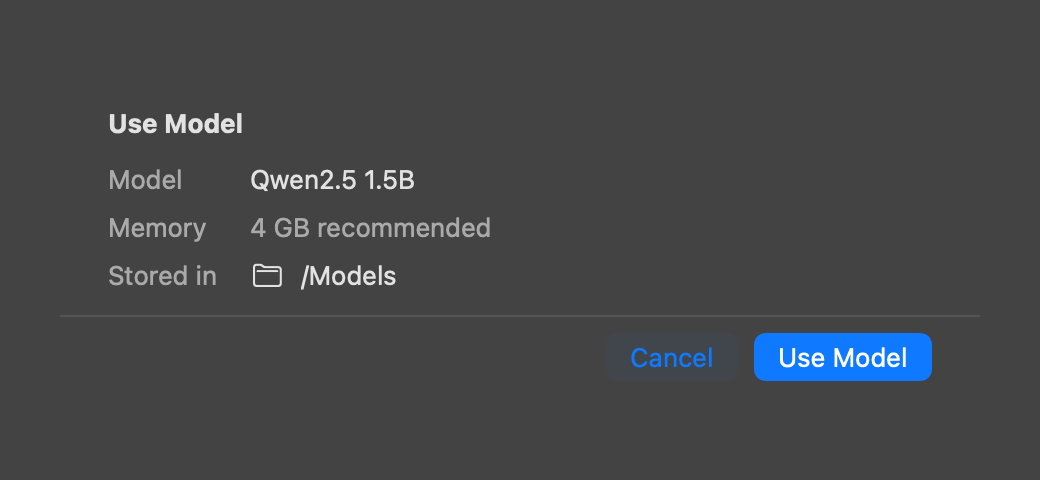 Use Model
Model Qwen2.5 1.5B
Memory 4 GB recommended
Stored in /Models
Cancel Use Model